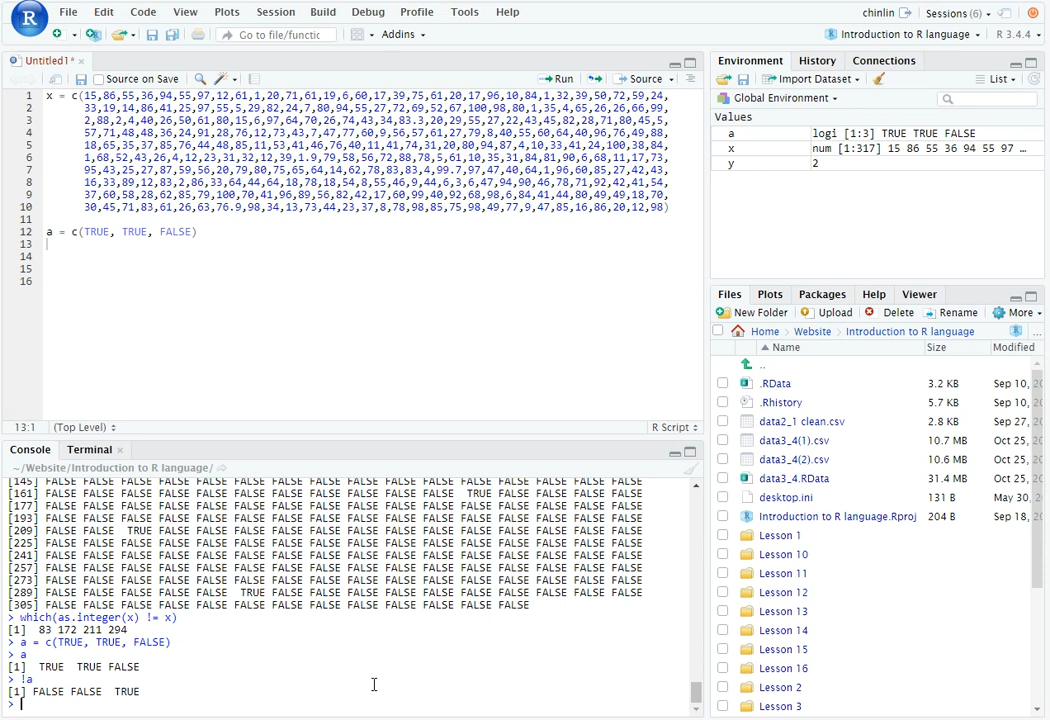 File Edit Code View Plots Session Build Debug Profile Tools Help
chinlin Sessions (6)
Go to file/functic Addins
Introduction to R language R 3.4.4
Untitled1*
Source on Save Run Source
1 x = c(15,86,55,36,94,55,97,12,61,1,20,71,61,19,6,60,17,39,75,61,20,17,96,10,84,1,32,39,50,72,59,24,
2 33,19,14,86,41,25,97,55,5,29,82,24,7,80,94,55,27,72,69,52,67,100,98,80,1,35,4,65,26,26,66,99,
3 2,88,2,4,40,26,50,61,80,15,6,97,64,70,26,74,43,34,83.3,20,29,55,27,22,43,45,82,28,71,80,45,5,
4 57,71,48,48,36,24,91,28,76,12,73,43,7,47,77,60,9,56,57,61,27,79,8,40,55,60,64,40,96,76,49,88,
5 18,65,35,37,85,76,44,48,85,11,53,41,46,76,40,11,41,74,31,20,80,94,87,4,10,33,41,24,100,38,84,
6 1,68,52,43,26,4,12,23,31,32,12,39,1.9,79,58,56,72,88,78,5,61,10,35,31,84,81,90,6,68,11,17,73,
7 95,43,25,27,87,59,56,20,79,80,75,65,64,14,62,78,83,83,4,99.7,97,47,40,64,1,96,60,85,27,42,43,
8 16,33,89,12,83,2,86,33,64,44,64,18,78,18,54,8,55,46,9,44,6,3,6,47,94,90,46,78,71,92,42,41,54,
9 37,60,58,28,62,85,79,100,70,41,96,89,56,82,42,17,60,99,40,92,68,98,6,84,41,44,80,49,49,18,70,
10 30,45,71,83,61,26,63,76.9,98,34,13,73,44,23,37,8,78,98,85,75,98,49,77,9,47,85,16,86,20,12,98)
11
12 a = c(TRUE, TRUE, FALSE)
13
14
15
16
13:1 (Top Level) R Script
Console Terminal
~/Website/Introduction to R language/
[145] FALSE FALSE FALSE FALSE FALSE FALSE FALSE FALSE FALSE FALSE FALSE FALSE FALSE FALSE FALSE FALSE
[161] FALSE FALSE FALSE FALSE FALSE FALSE FALSE FALSE FALSE FALSE FALSE TRUE FALSE FALSE FALSE FALSE
[177] FALSE FALSE FALSE FALSE FALSE FALSE FALSE FALSE FALSE FALSE FALSE FALSE FALSE FALSE FALSE FALSE
[193] FALSE FALSE FALSE FALSE FALSE FALSE FALSE FALSE FALSE FALSE FALSE FALSE FALSE FALSE FALSE FALSE
[209] FALSE FALSE TRUE FALSE FALSE FALSE FALSE FALSE FALSE FALSE FALSE FALSE FALSE FALSE FALSE FALSE
[225] FALSE FALSE FALSE FALSE FALSE FALSE FALSE FALSE FALSE FALSE FALSE FALSE FALSE FALSE FALSE FALSE
[241] FALSE FALSE FALSE FALSE FALSE FALSE FALSE FALSE FALSE FALSE FALSE FALSE FALSE FALSE FALSE FALSE
[257] FALSE FALSE FALSE FALSE FALSE FALSE FALSE FALSE FALSE FALSE FALSE FALSE FALSE FALSE FALSE FALSE
[273] FALSE FALSE FALSE FALSE FALSE FALSE FALSE FALSE FALSE FALSE FALSE FALSE FALSE FALSE FALSE FALSE
[289] FALSE FALSE FALSE FALSE FALSE TRUE FALSE FALSE FALSE FALSE FALSE FALSE FALSE FALSE FALSE FALSE
[305] FALSE FALSE FALSE FALSE FALSE FALSE FALSE FALSE FALSE FALSE FALSE FALSE FALSE
> which(as.integer(x) != x)
[1] 83 172 211 294
> a = c(TRUE, TRUE, FALSE)
> a
[1] TRUE TRUE FALSE
> !a
[1] FALSE FALSE TRUE
>
Environment History Connections
Import Dataset List
Global Environment
Values
a logi [1:3] TRUE TRUE FALSE
x num [1:317] 15 86 55 36 94 55 97 …
y 2
Files Plots Packages Help Viewer
New Folder Upload Delete Rename More
Home Website Introduction to R language ...
Name Size Modified
..
.RData 3.2 KB Sep 10, 20
.Rhistory 5.7 KB Sep 10, 20
data2_1 clean.csv 2.8 KB Sep 27, 20
data3_4(1).csv 10.7 MB Oct 25, 20
data3_4(2).csv 10.6 MB Oct 25, 20
data3_4.RData 31.4 MB Oct 25, 20
desktop.ini 131 B May 30, 20
Introduction to R language.Rproj 204 B Sep 18, 20
Lesson 1
Lesson 10
Lesson 11
Lesson 12
Lesson 13
Lesson 14
Lesson 15
Lesson 16
Lesson 2
Lesson 3